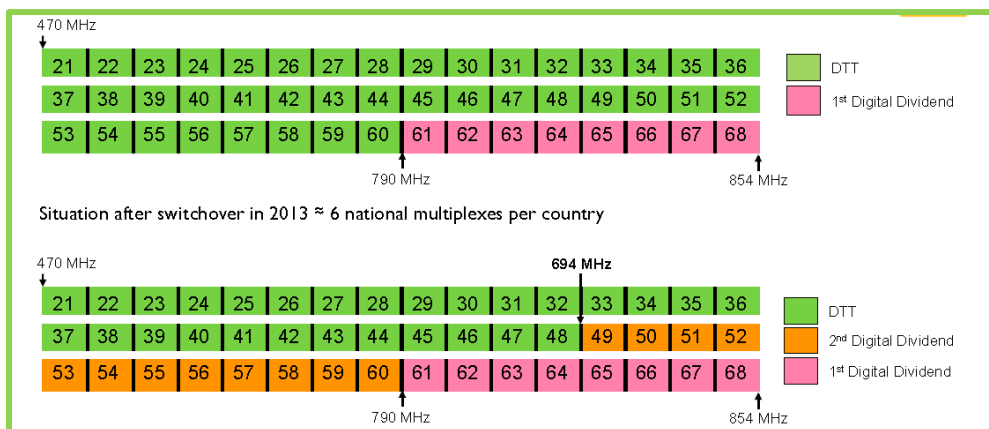 470 MHz
21 22 23 24 25 26 27 28 29 30 31 32 33 34 35 36
DTT
37 38 39 40 41 42 43 44 45 46 47 48 49 50 51 52
1st Digital Dividend
53 54 55 56 57 58 59 60 61 62 63 64 65 66 67 68
790 MHz
854 MHz
Situation after switchover in 2013 ≈ 6 national multiplexes per country
470 MHz
694 MHz
21 22 23 24 25 26 27 28 29 30 31 32 33 34 35 36
DTT
37 38 39 40 41 42 43 44 45 46 47 48 49 50 51 52
2nd Digital Dividend
53 54 55 56 57 58 59 60 61 62 63 64 65 66 67 68
1st Digital Dividend
790 MHz
854 MHz